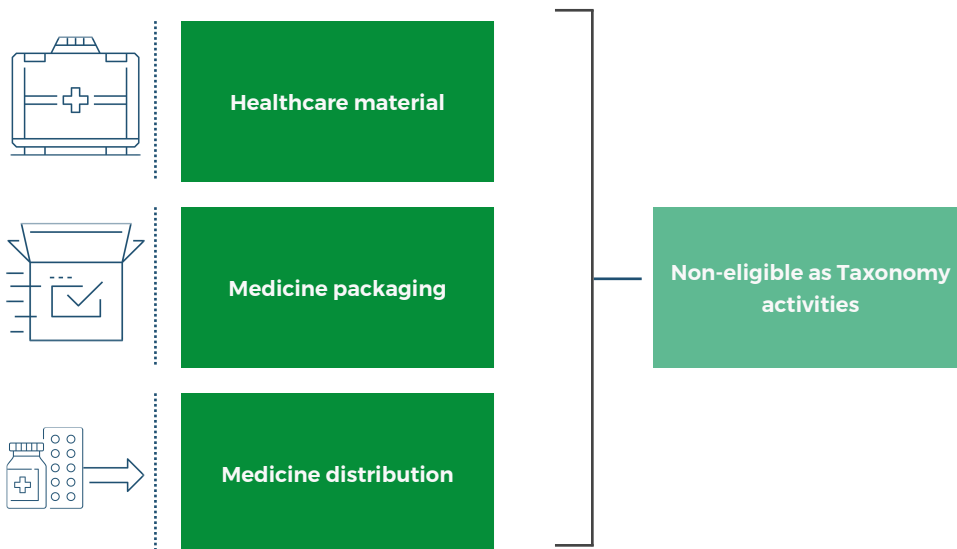 Healthcare material
Medicine packaging
Non-eligible as Taxonomy
activities
Medicine distribution